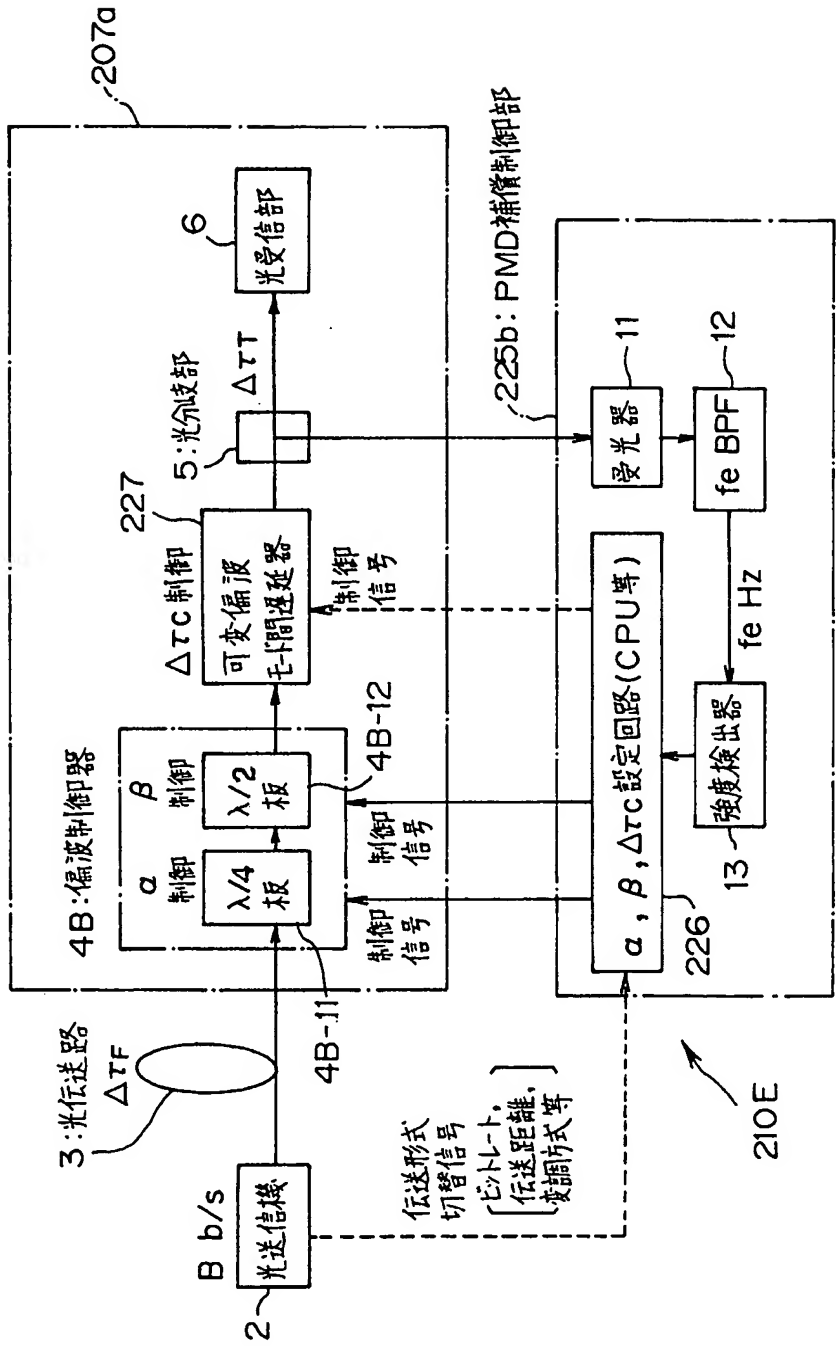 207a
3:光伝送路
ΔτF
4B:偏波制御器
α
制御
β
制御
λ/4
板
λ/2
板
4B-11
4B-12
ΔτC制御
227
可変偏波
モード間遅延器
5:光分岐部
ΔτT
6
光受信部
B b/s
光送信機
2
制御
信号
制御
信号
制御
信号
伝送形式
切替信号
ビットレート,
伝送距離,
変調方式等
225b:PMD補償制御部
受光器
11
fe BPF
12
fe Hz
α,β,ΔτC設定回路(CPU等)
226
強度検出器
13
210E